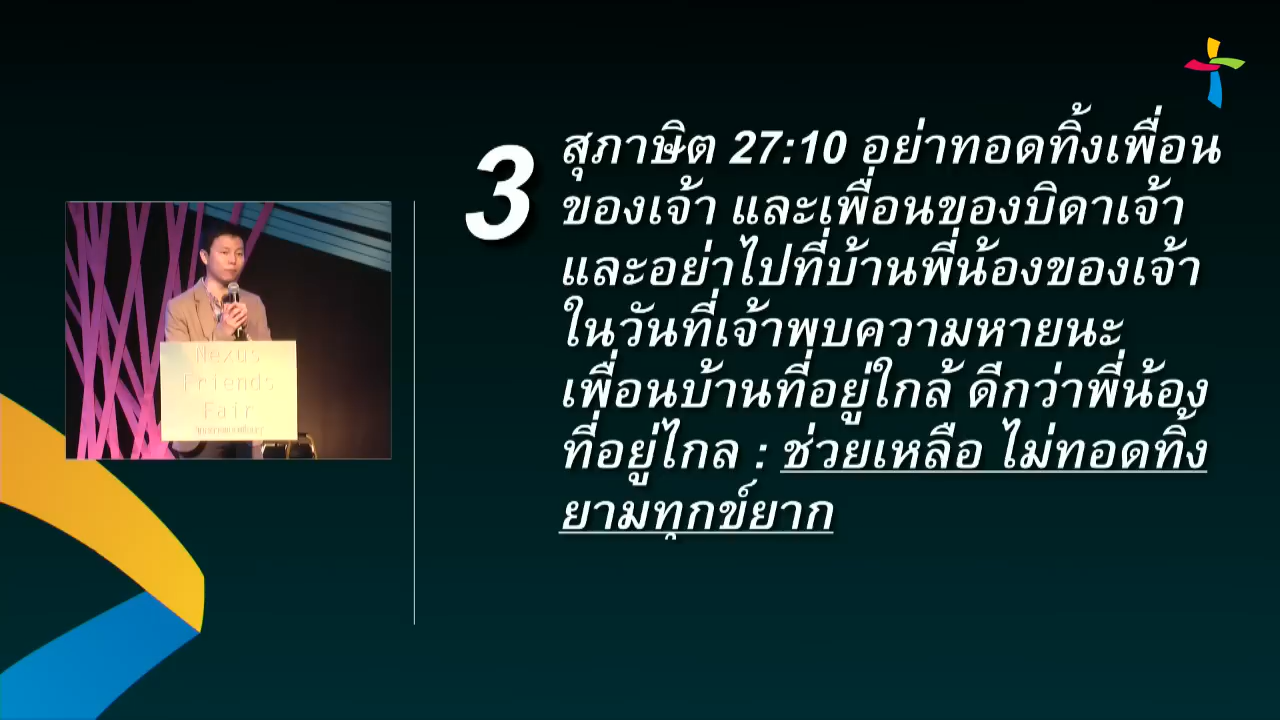 Nexus
Friends
Fair
3
สุภาษิต 27:10 อย่าทอดทิ้งเพื่อน
ของเจ้า และเพื่อนของบิดาเจ้า
และอย่าไปที่บ้านพี่น้องของเจ้า
ในวันที่เจ้าพบความหายนะ
เพื่อนบ้านที่อยู่ใกล้ ดีกว่าพี่น้อง
ที่อยู่ไกล : ช่วยเหลือ ไม่ทอดทิ้ง
ยามทุกข์ยาก